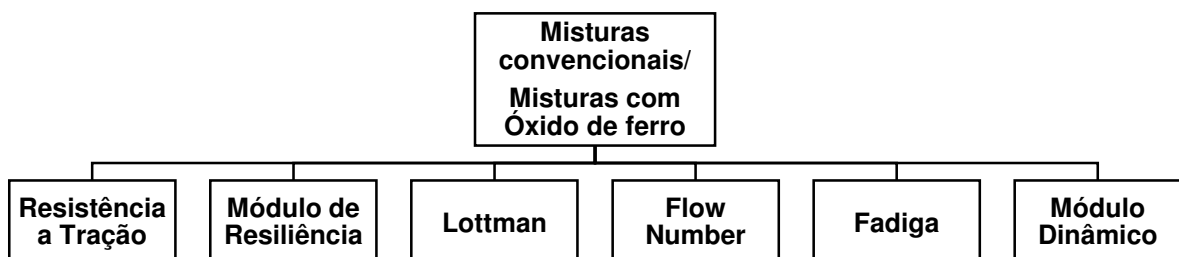 Misturas
convencionais/
Misturas com
Óxido de ferro
Resistência
a Tração
Módulo de
Resiliência
Lottman
Flow
Number
Fadiga
Módulo
Dinâmico